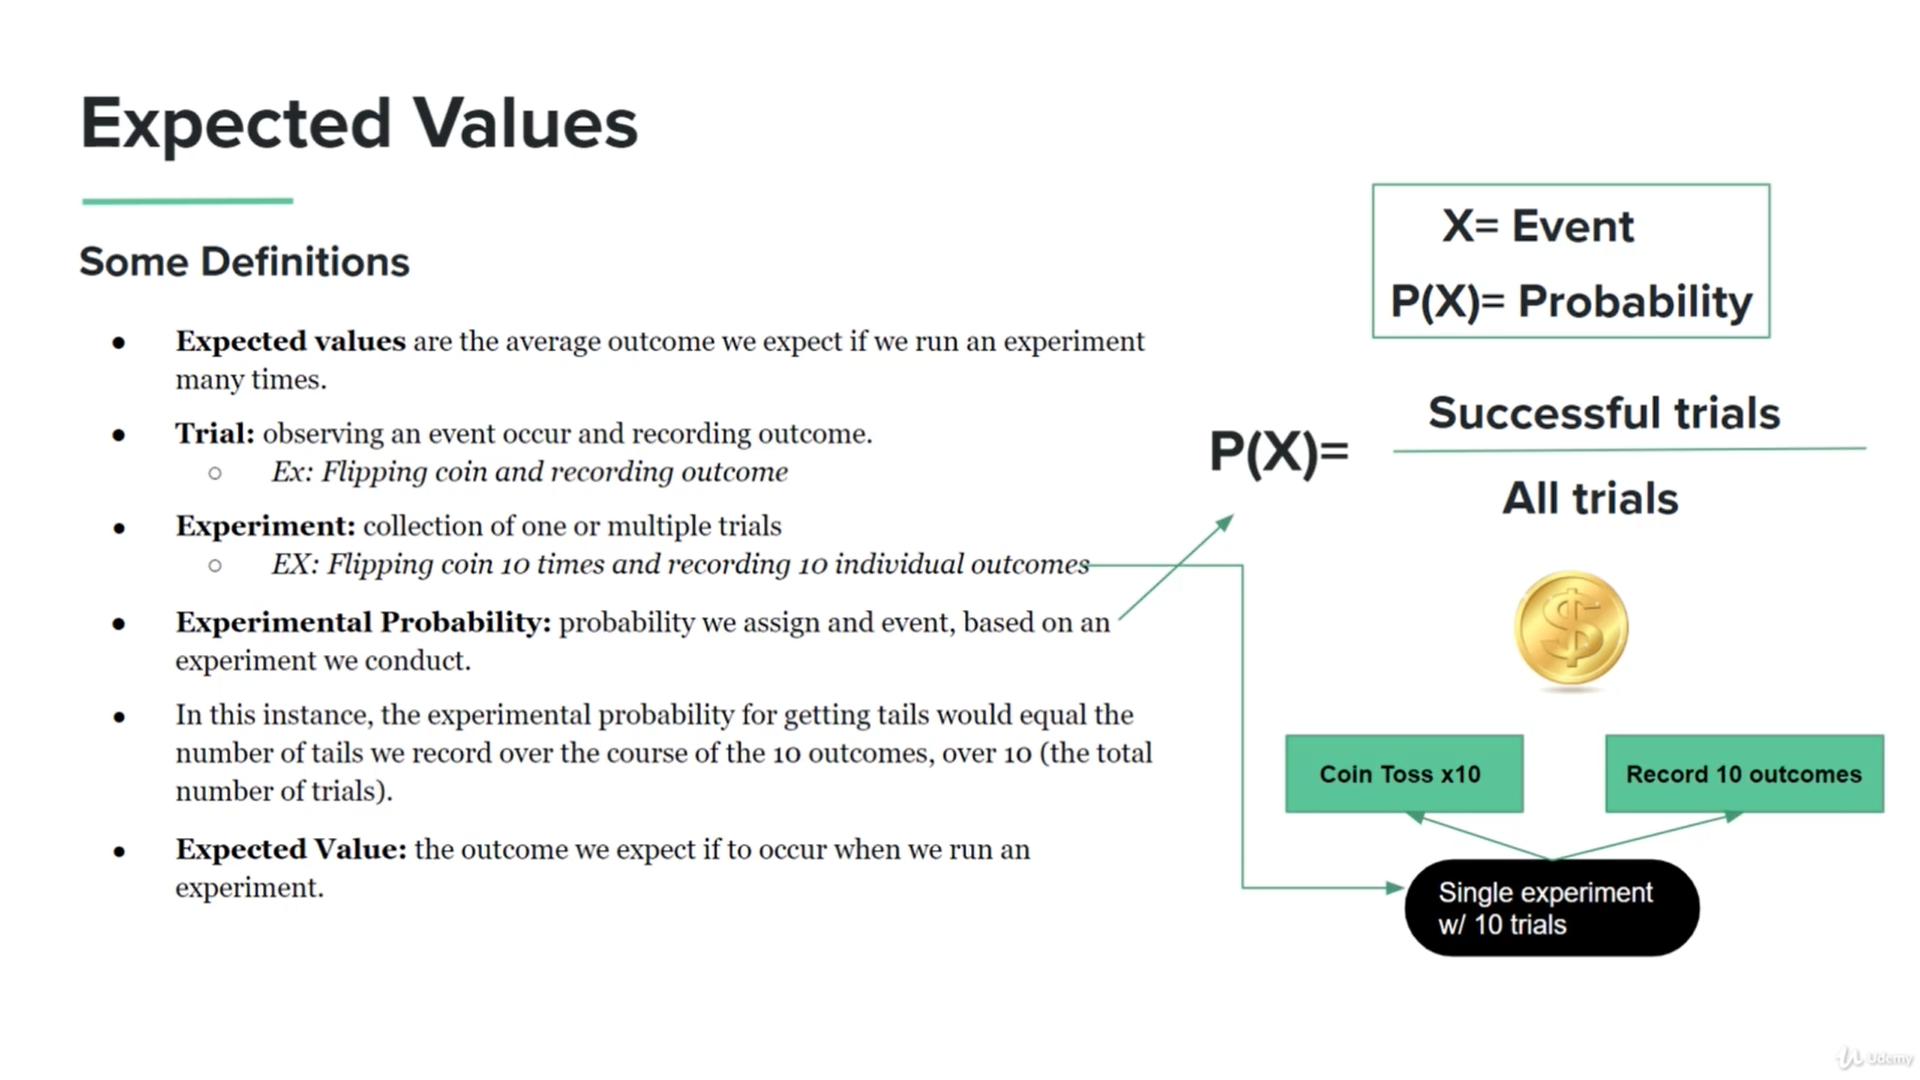 Expected Values
Some Definitions
● Expected values are the average outcome we expect if we run an experiment
many times.
● Trial: observing an event occur and recording outcome.
○ Ex: Flipping coin and recording outcome
● Experiment: collection of one or multiple trials
○ EX: Flipping coin 10 times and recording 10 individual outcomes
● Experimental Probability: probability we assign and event, based on an
experiment we conduct.
● In this instance, the experimental probability for getting tails would equal the
number of tails we record over the course of the 10 outcomes, over 10 (the total
number of trials).
● Expected Value: the outcome we expect if to occur when we run an
experiment.
X= Event
P(X)= Probability
P(X)=
Successful trials
All trials
$
Coin Toss x10
Record 10 outcomes
Single experiment
w/ 10 trials
Udemy